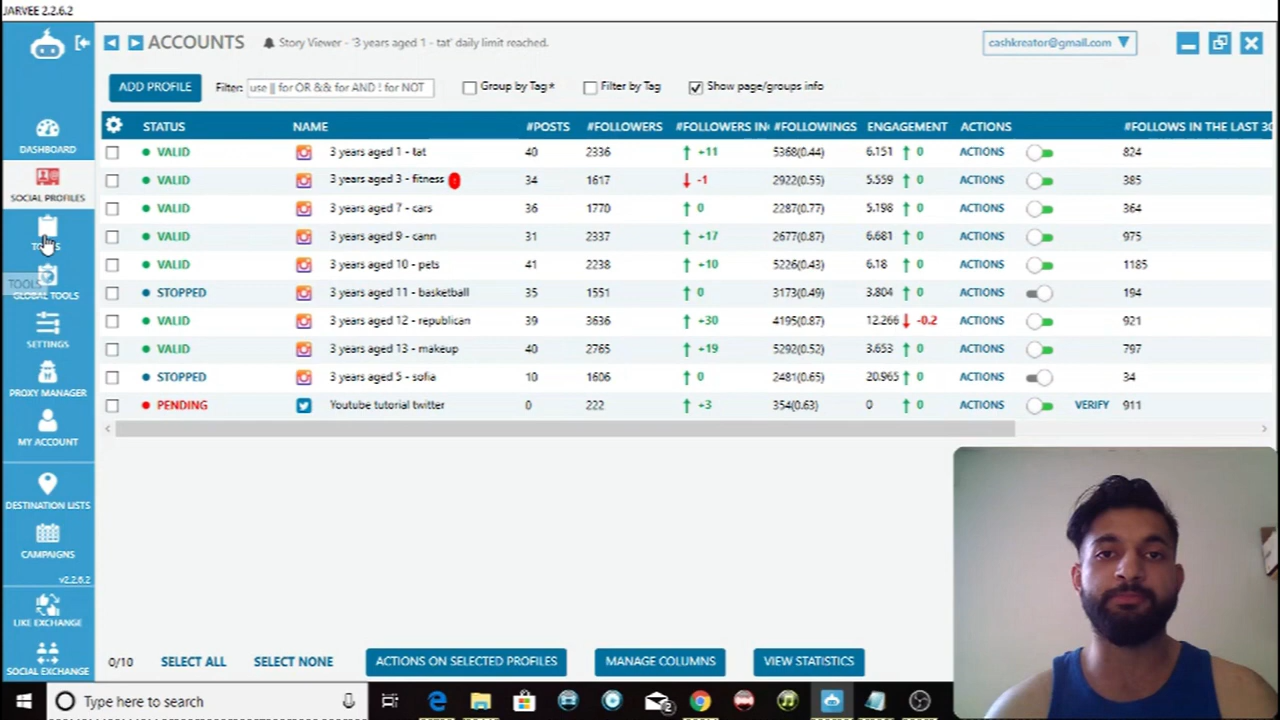 JARVEE 2.2.6.2
ACCOUNTS
Story Viewer - '3 years aged 1 - tat' daily limit reached.
cashkreator@gmail.com
ADD PROFILE
Filter: use || for OR && for AND ! for NOT
Group by Tag*
Filter by Tag
Show page/groups info
STATUS NAME #POSTS #FOLLOWERS #FOLLOWERS IN #FOLLOWINGS ENGAGEMENT ACTIONS #FOLLOWS IN THE LAST 30
VALID 3 years aged 1 - tat 40 2336 +11 5368(0.44) 6.151 0 ACTIONS 824
VALID 3 years aged 3 - fitness 34 1617 -1 2922(0.55) 5.559 0 ACTIONS 385
VALID 3 years aged 7 - cars 36 1770 0 2287(0.77) 5.198 0 ACTIONS 364
VALID 3 years aged 9 - cann 31 2337 +17 2677(0.87) 6.681 0 ACTIONS 975
VALID 3 years aged 10 - pets 41 2238 +10 5226(0.43) 6.18 0 ACTIONS 1185
STOPPED 3 years aged 11 - basketball 35 1551 0 3173(0.49) 3.804 0 ACTIONS 194
VALID 3 years aged 12 - republican 39 3636 +30 4195(0.87) 12.266 -0.2 ACTIONS 921
VALID 3 years aged 13 - makeup 40 2765 +19 5292(0.52) 3.653 0 ACTIONS 797
STOPPED 3 years aged 5 - sofia 10 1606 0 2481(0.65) 20.965 0 ACTIONS 34
PENDING Youtube tutorial twitter 0 222 +3 354(0.63) 0 0 ACTIONS VERIFY 911
DASHBOARD
SOCIAL PROFILES
TOOLS
GLOBAL TOOLS
SETTINGS
PROXY MANAGER
MY ACCOUNT
DESTINATION LISTS
CAMPAIGNS
v2.2.6.2
LIKE EXCHANGE
SOCIAL EXCHANGE
0/10
SELECT ALL
SELECT NONE
ACTIONS ON SELECTED PROFILES
MANAGE COLUMNS
VIEW STATISTICS
Type here to search
2